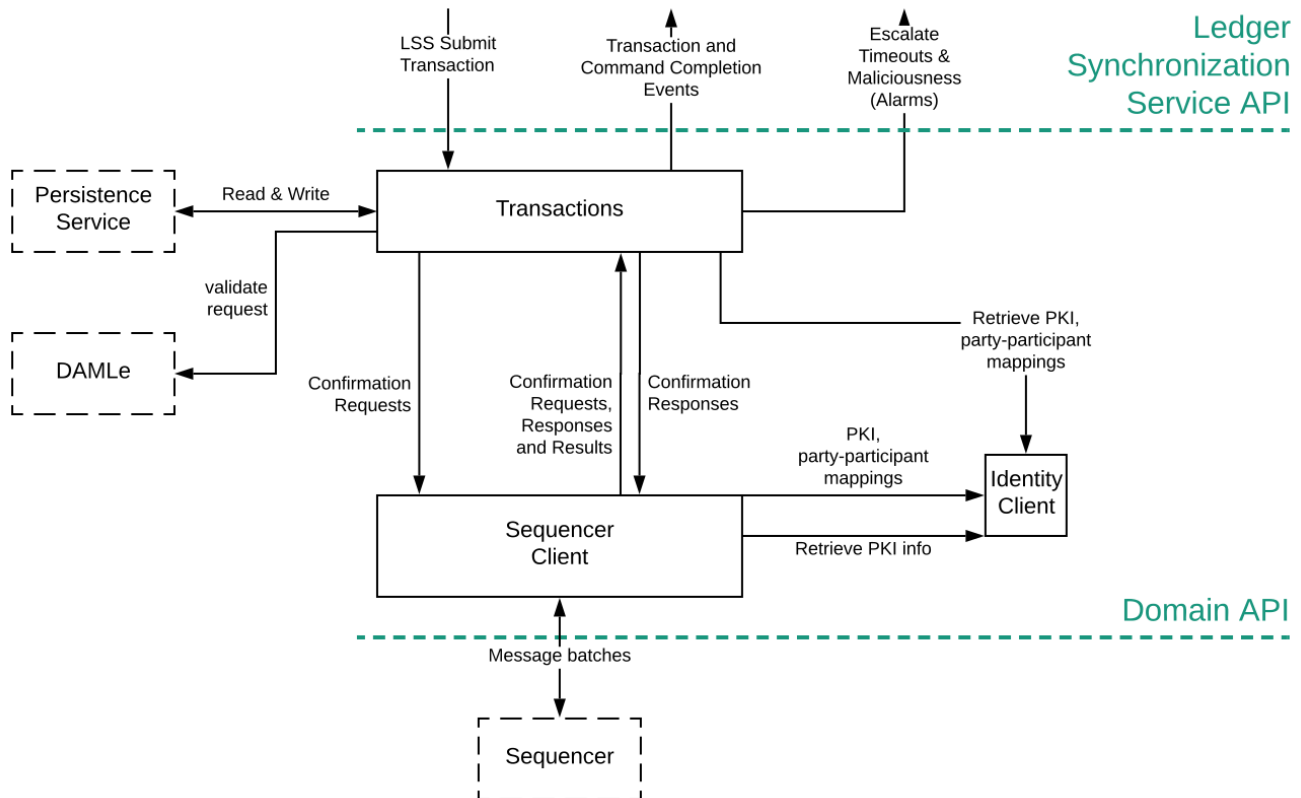 LSS Submit
Transaction
Transaction and
Command Completion
Events
Escalate
Timeouts &
Maliciousness
(Alarms)
Ledger
Synchronization
Service API
Persistence
Service
Read & Write
Transactions
validate
request
DAMLe
Confirmation
Requests
Confirmation
Requests,
Responses
and Results
Confirmation
Responses
Retrieve PKI,
party-participant
mappings
PKI,
party-participant
mappings
Identity
Client
Sequencer
Client
Retrieve PKI info
Domain API
Message batches
Sequencer